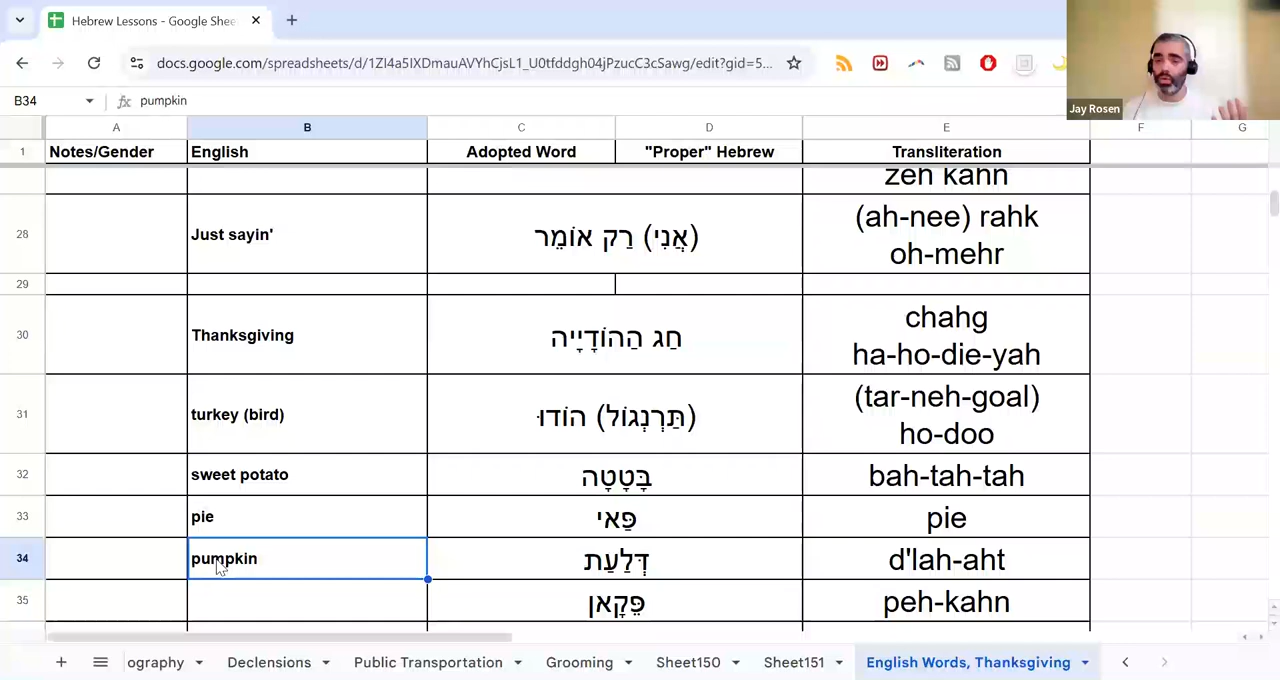 Hebrew Lessons - Google Shee
docs.google.com/spreadsheets/d/1ZI4a5IXDmauAVYhCjsL1_U0tfddgh04jPzucC3cSawg/edit?gid=5...
Jay Rosen
B34
fx pumpkin
A B C D E F G
1 Notes/Gender English Adopted Word "Proper" Hebrew Transliteration
zeh kahn
28 Just sayin' (אֲנִי) רַק אוֹמֵר (ah-nee) rahk
oh-mehr
29
30 Thanksgiving חַג הַהוֹדָיָיה chahg
ha-ho-die-yah
31 turkey (bird) (תַּרְנְגוֹל) הוֹדוּ (tar-neh-goal)
ho-doo
32 sweet potato בָּטָטָה bah-tah-tah
33 pie פַּאי pie
34 pumpkin דְּלַעַת d'lah-aht
35 פֵּקָאן peh-kahn
ography Declensions Public Transportation Grooming Sheet150 Sheet151 English Words, Thanksgiving